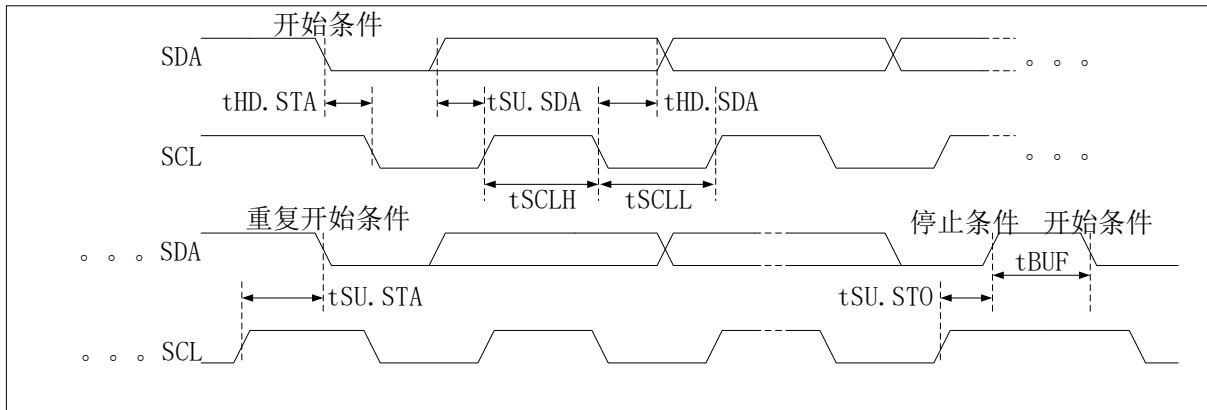 开始条件
SDA 。。。
tHD.STA tSU.SDA tHD.SDA
SCL 。。。
tSCLH tSCLL
重复开始条件 停止条件 开始条件
。。。SDA
tBUF
tSU.STA tSU.STO
。。。SCL